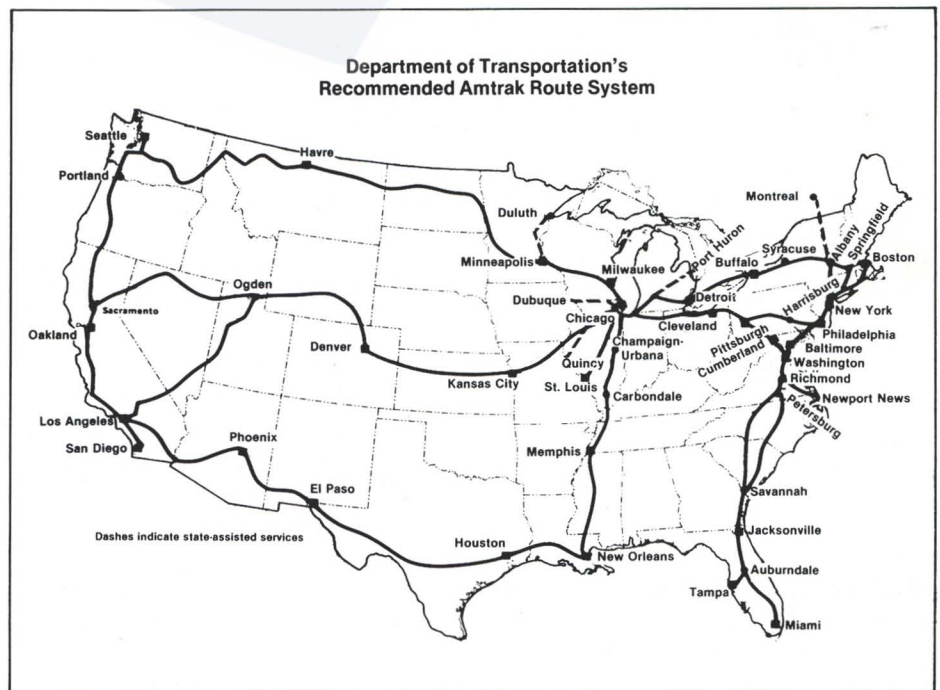 Department of Transportation's
Recommended Amtrak Route System
Seattle
Portland
Havre
Duluth
Minneapolis
Montreal
Milwaukee
Port Huron
Buffalo
Syracuse
Albany
Springfield
Boston
Ogden
Sacramento
Oakland
Dubuque
Chicago
Detroit
Cleveland
Harrisburg
New York
Philadelphia
Denver
Champaign-
Urbana
Pittsburgh
Cumberland
Baltimore
Washington
Quincy
Kansas City
St. Louis
Carbondale
Richmond
Newport News
Petersburg
Los Angeles
San Diego
Phoenix
Memphis
El Paso
Savannah
Dashes indicate state-assisted services
Houston
New Orleans
Jacksonville
Auburndale
Tampa
Miami